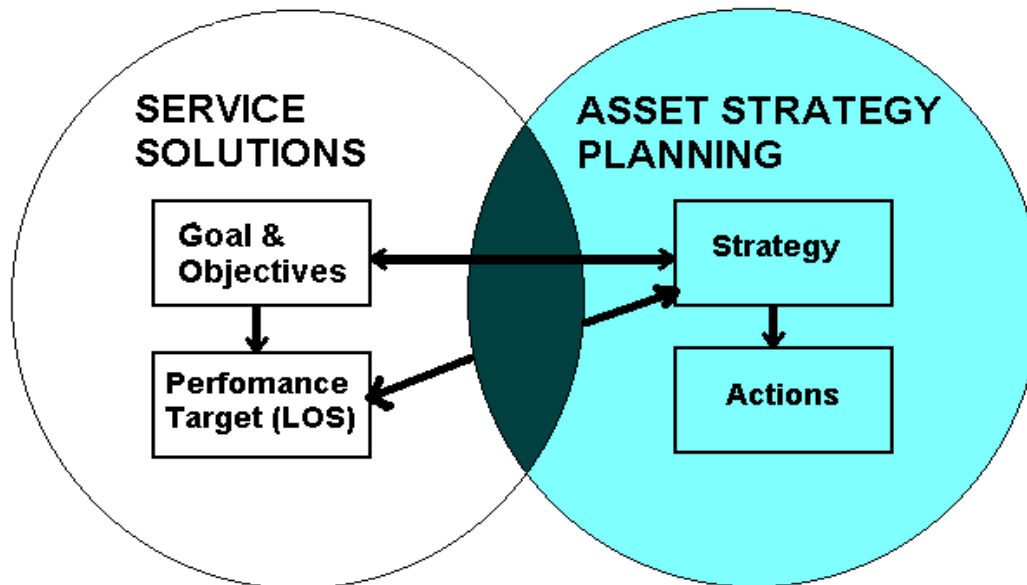 SERVICE
SOLUTIONS
Goal &
Objectives
Perfomance
Target (LOS)
ASSET STRATEGY
PLANNING
Strategy
Actions